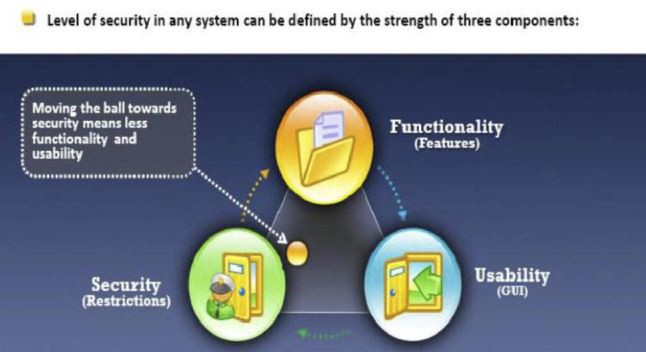 Level of security in any system can be defined by the strength of three components:
Moving the ball towards
security means less
functionality and
usability
Functionality
(Features)
Security
(Restrictions)
Usability
(GUI)